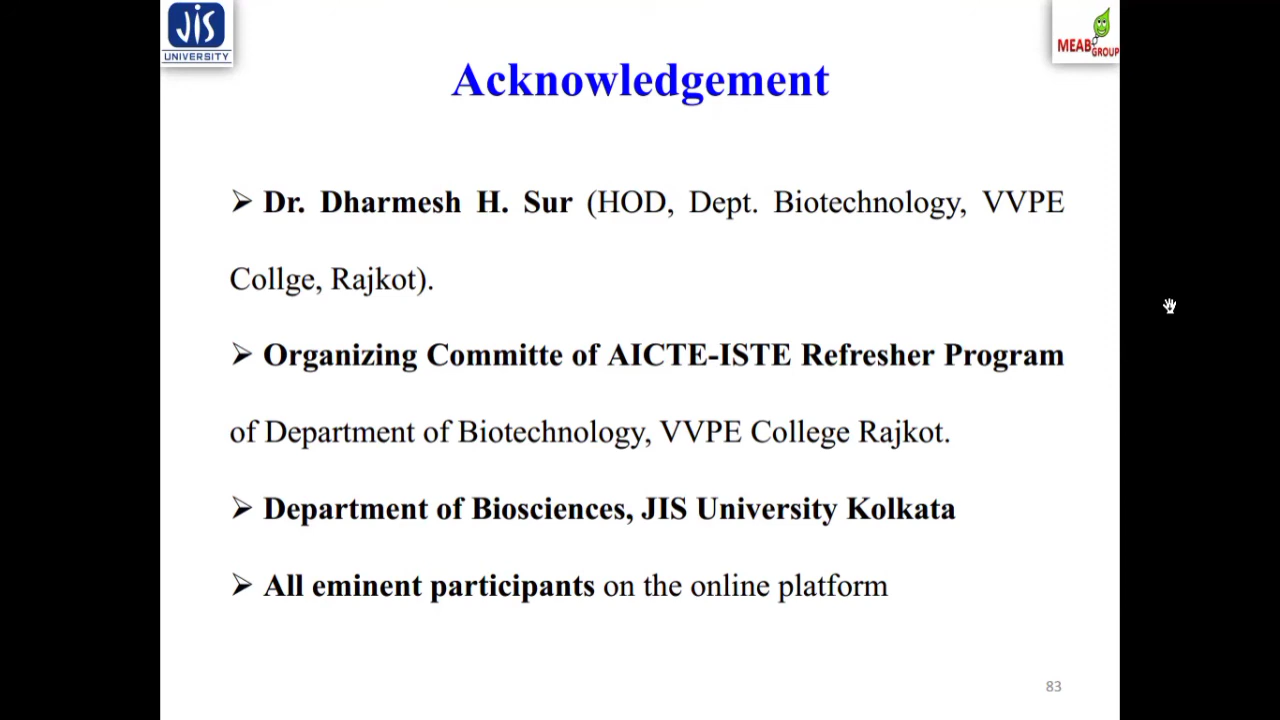 JIS
UNIVERSITY
MEAB
GROUP
Acknowledgement
➢ Dr. Dharmesh H. Sur (HOD, Dept. Biotechnology, VVPE
Collge, Rajkot).
➢ Organizing Committe of AICTE-ISTE Refresher Program
of Department of Biotechnology, VVPE College Rajkot.
➢ Department of Biosciences, JIS University Kolkata
➢ All eminent participants on the online platform
83